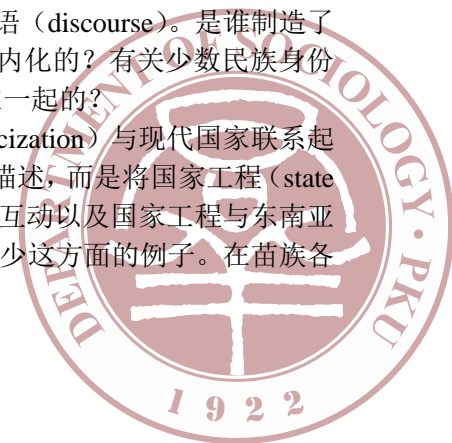 语（discourse）。是谁制造了
内化的？有关少数民族身份
一起的？
cization）与现代国家联系起
描述，而是将国家工程（state
互动以及国家工程与东南亚
少这方面的例子。在苗族各
DEPARTMENT OF SOCIOLOGY · PKU
1922